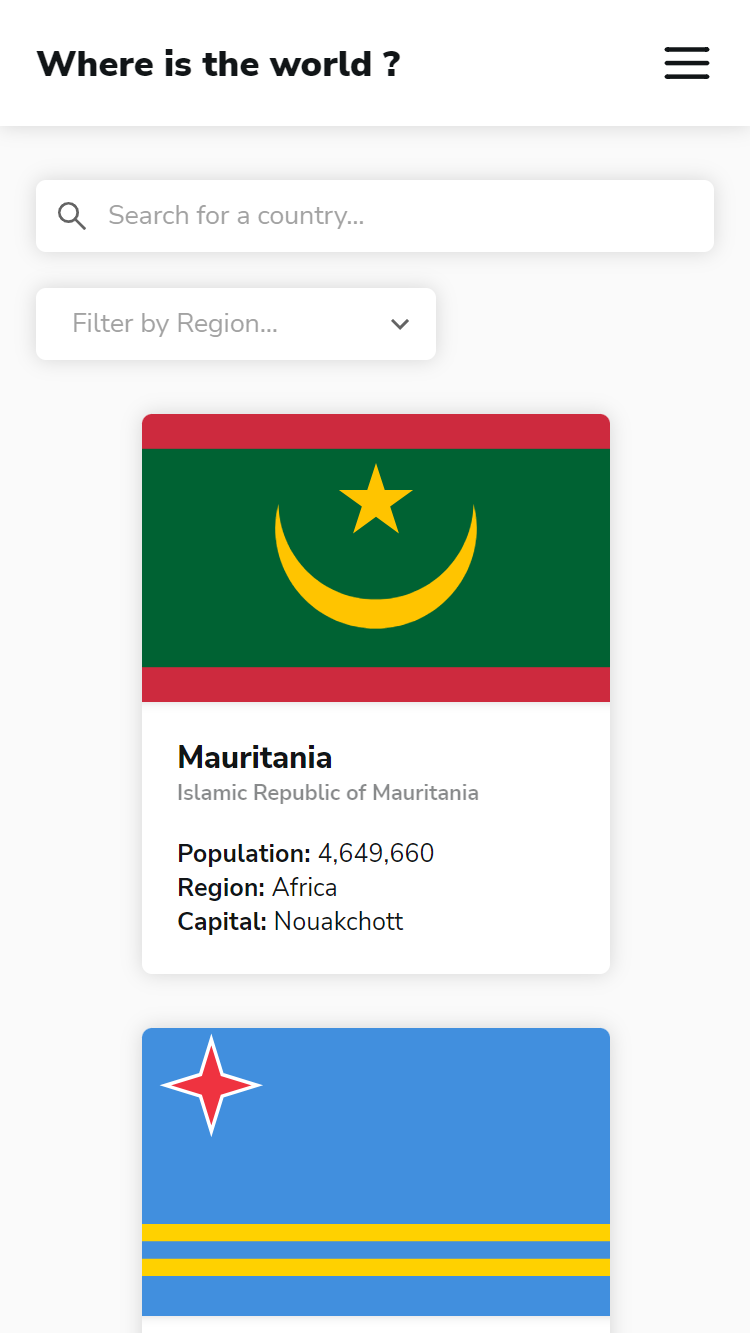 Where is the world ?
Search for a country...
Filter by Region...
Mauritania
Islamic Republic of Mauritania
Population: 4,649,660
Region: Africa
Capital: Nouakchott